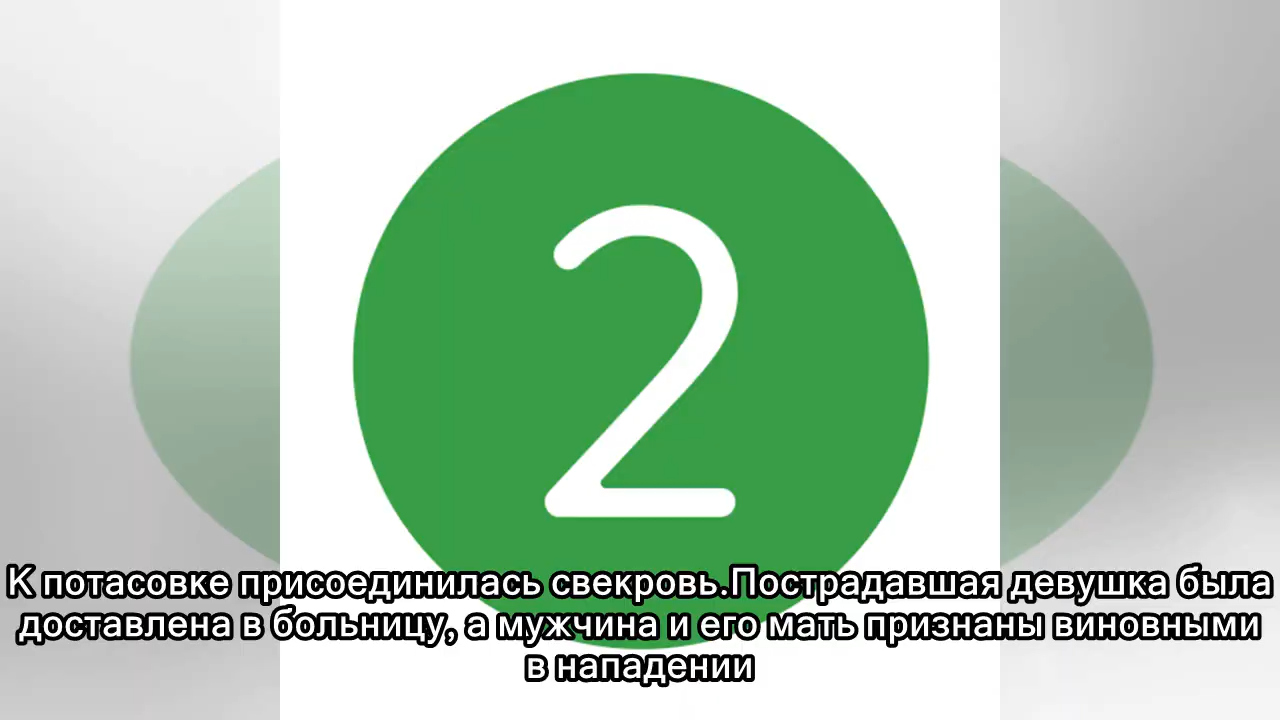 2
К потасовке присоединилась свекровь.Пострадавшая девушка была
доставлена в больницу, а мужчина и его мать признаны виновными
в нападении